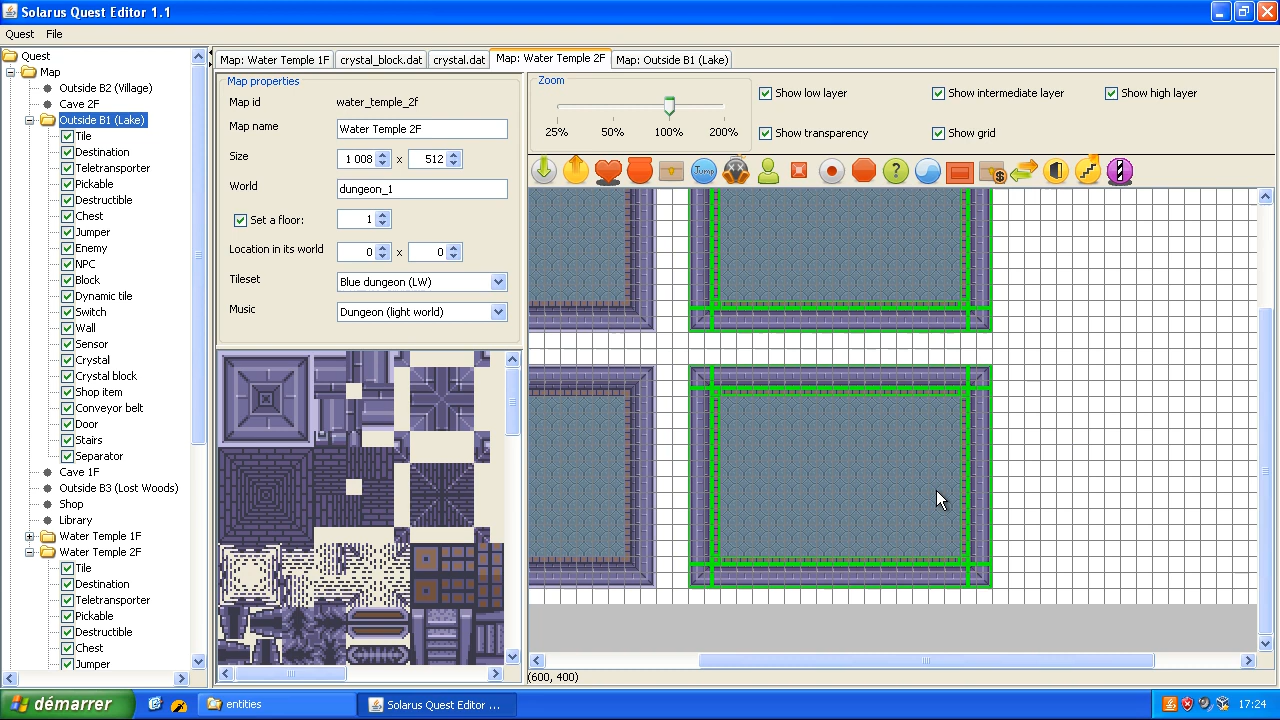 Solarus Quest Editor 1.1
Quest File
Map: Water Temple 1F crystal_block.dat crystal.dat Map: Water Temple 2F Map: Outside B1 (Lake)
Quest
Map
Outside B2 (Village)
Cave 2F
Outside B1 (Lake)
Tile
Destination
Teletransporter
Pickable
Destructible
Chest
Jumper
Enemy
NPC
Block
Dynamic tile
Switch
Wall
Sensor
Crystal
Crystal block
Shop item
Conveyor belt
Door
Stairs
Separator
Cave 1F
Outside B3 (Lost Woods)
Shop
Library
Water Temple 1F
Water Temple 2F
Tile
Destination
Teletransporter
Pickable
Destructible
Chest
Jumper
Map properties
Map id water_temple_2f
Map name Water Temple 2F
Size 1 008 x 512
World dungeon_1
Set a floor: 1
Location in its world 0 x 0
Tileset Blue dungeon (LW)
Music Dungeon (light world)
Zoom
25% 50% 100% 200%
Show low layer Show intermediate layer Show high layer
Show transparency Show grid
Jump ? $
(600, 400)
démarrer entities Solarus Quest Editor ... 17:24